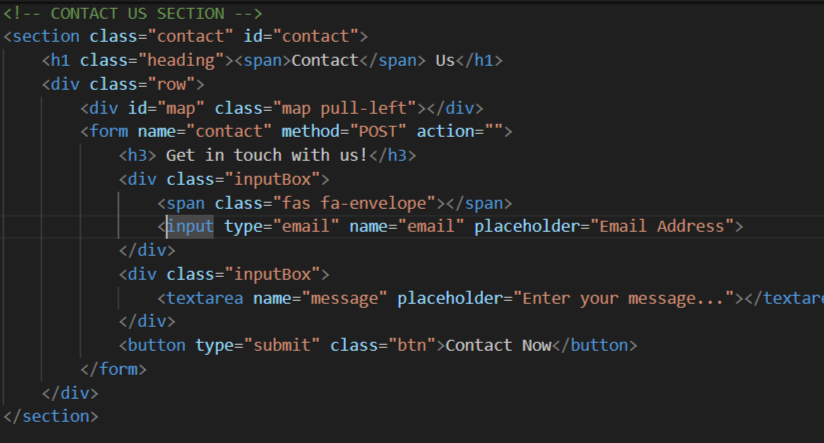 <!-- CONTACT US SECTION -->
<section class="contact" id="contact">
<h1 class="heading"><span>Contact</span> Us</h1>
<div class="row">
<div id="map" class="map pull-left"></div>
<form name="contact" method="POST" action="">
<h3> Get in touch with us!</h3>
<div class="inputBox">
<span class="fas fa-envelope"></span>
<input type="email" name="email" placeholder="Email Address">
</div>
<div class="inputBox">
<textarea name="message" placeholder="Enter your message..."></textare
</div>
<button type="submit" class="btn">Contact Now</button>
</form>
</div>
</section>